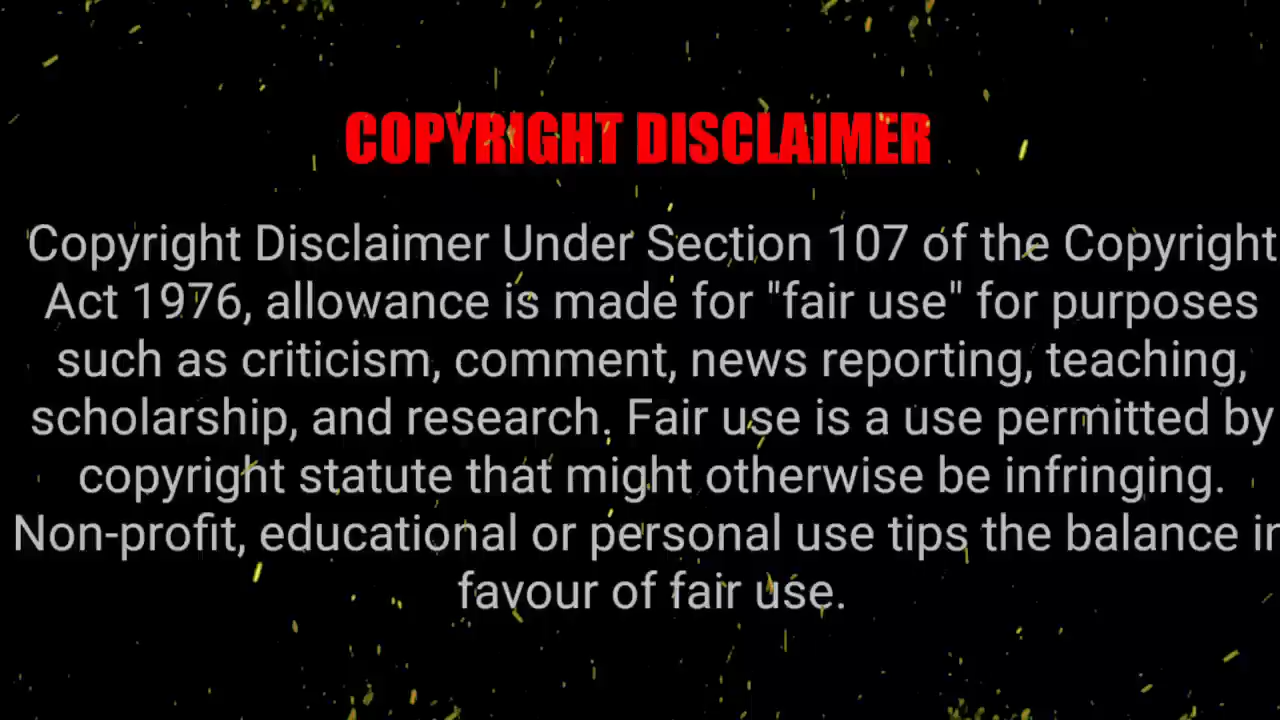 COPYRIGHT DISCLAIMER
Copyright Disclaimer Under Section 107 of the Copyright
Act 1976, allowance is made for "fair use" for purposes
such as criticism, comment, news reporting, teaching,
scholarship, and research. Fair use is a use permitted by
copyright statute that might otherwise be infringing.
Non-profit, educational or personal use tips the balance in
favour of fair use.